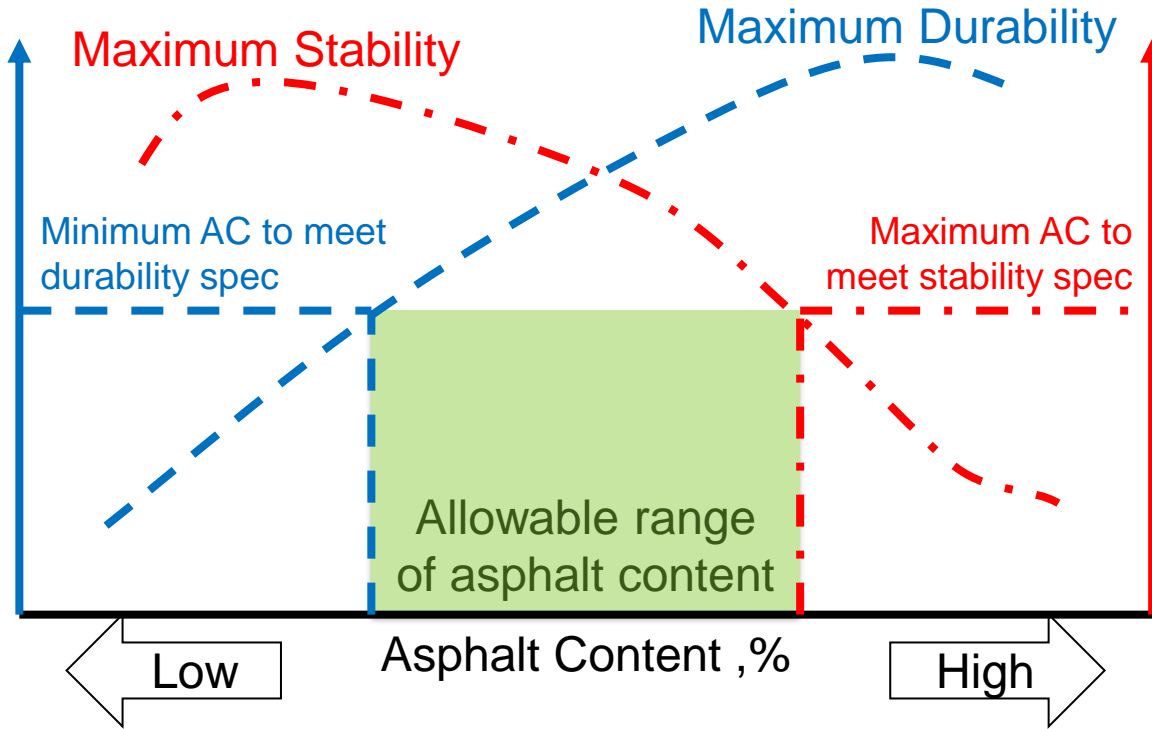 Maximum Stability
Maximum Durability
Minimum AC to meet
durability spec
Maximum AC to
meet stability spec
Allowable range
of asphalt content
Low
Asphalt Content ,%
High